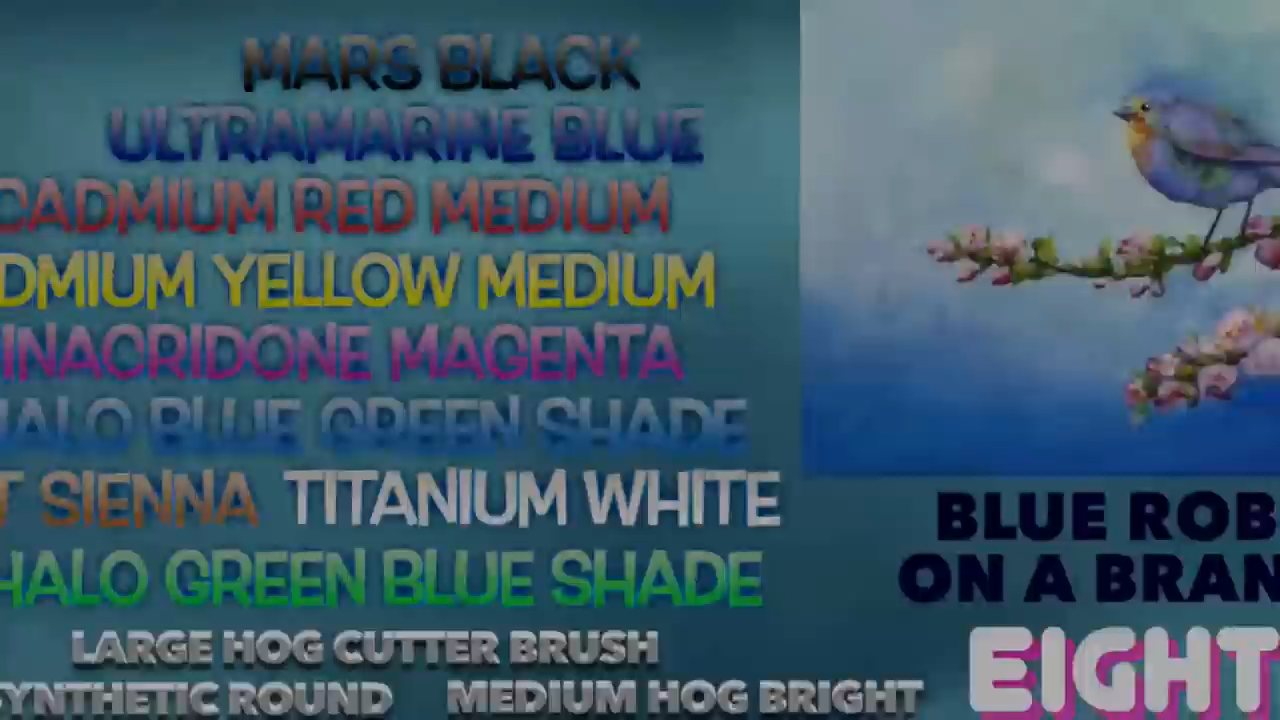 MARS BLACK
ULTRAMARINE BLUE
CADMIUM RED MEDIUM
DMIUM YELLOW MEDIUM
INACRIDONE MAGENTA
HALO BLUE GREEN SHADE
T SIENNA TITANIUM WHITE
HALO GREEN BLUE SHADE
LARGE HOG CUTTER BRUSH
SYNTHETIC ROUND MEDIUM HOG BRIGHT
BLUE ROB
ON A BRAN
EIGHT